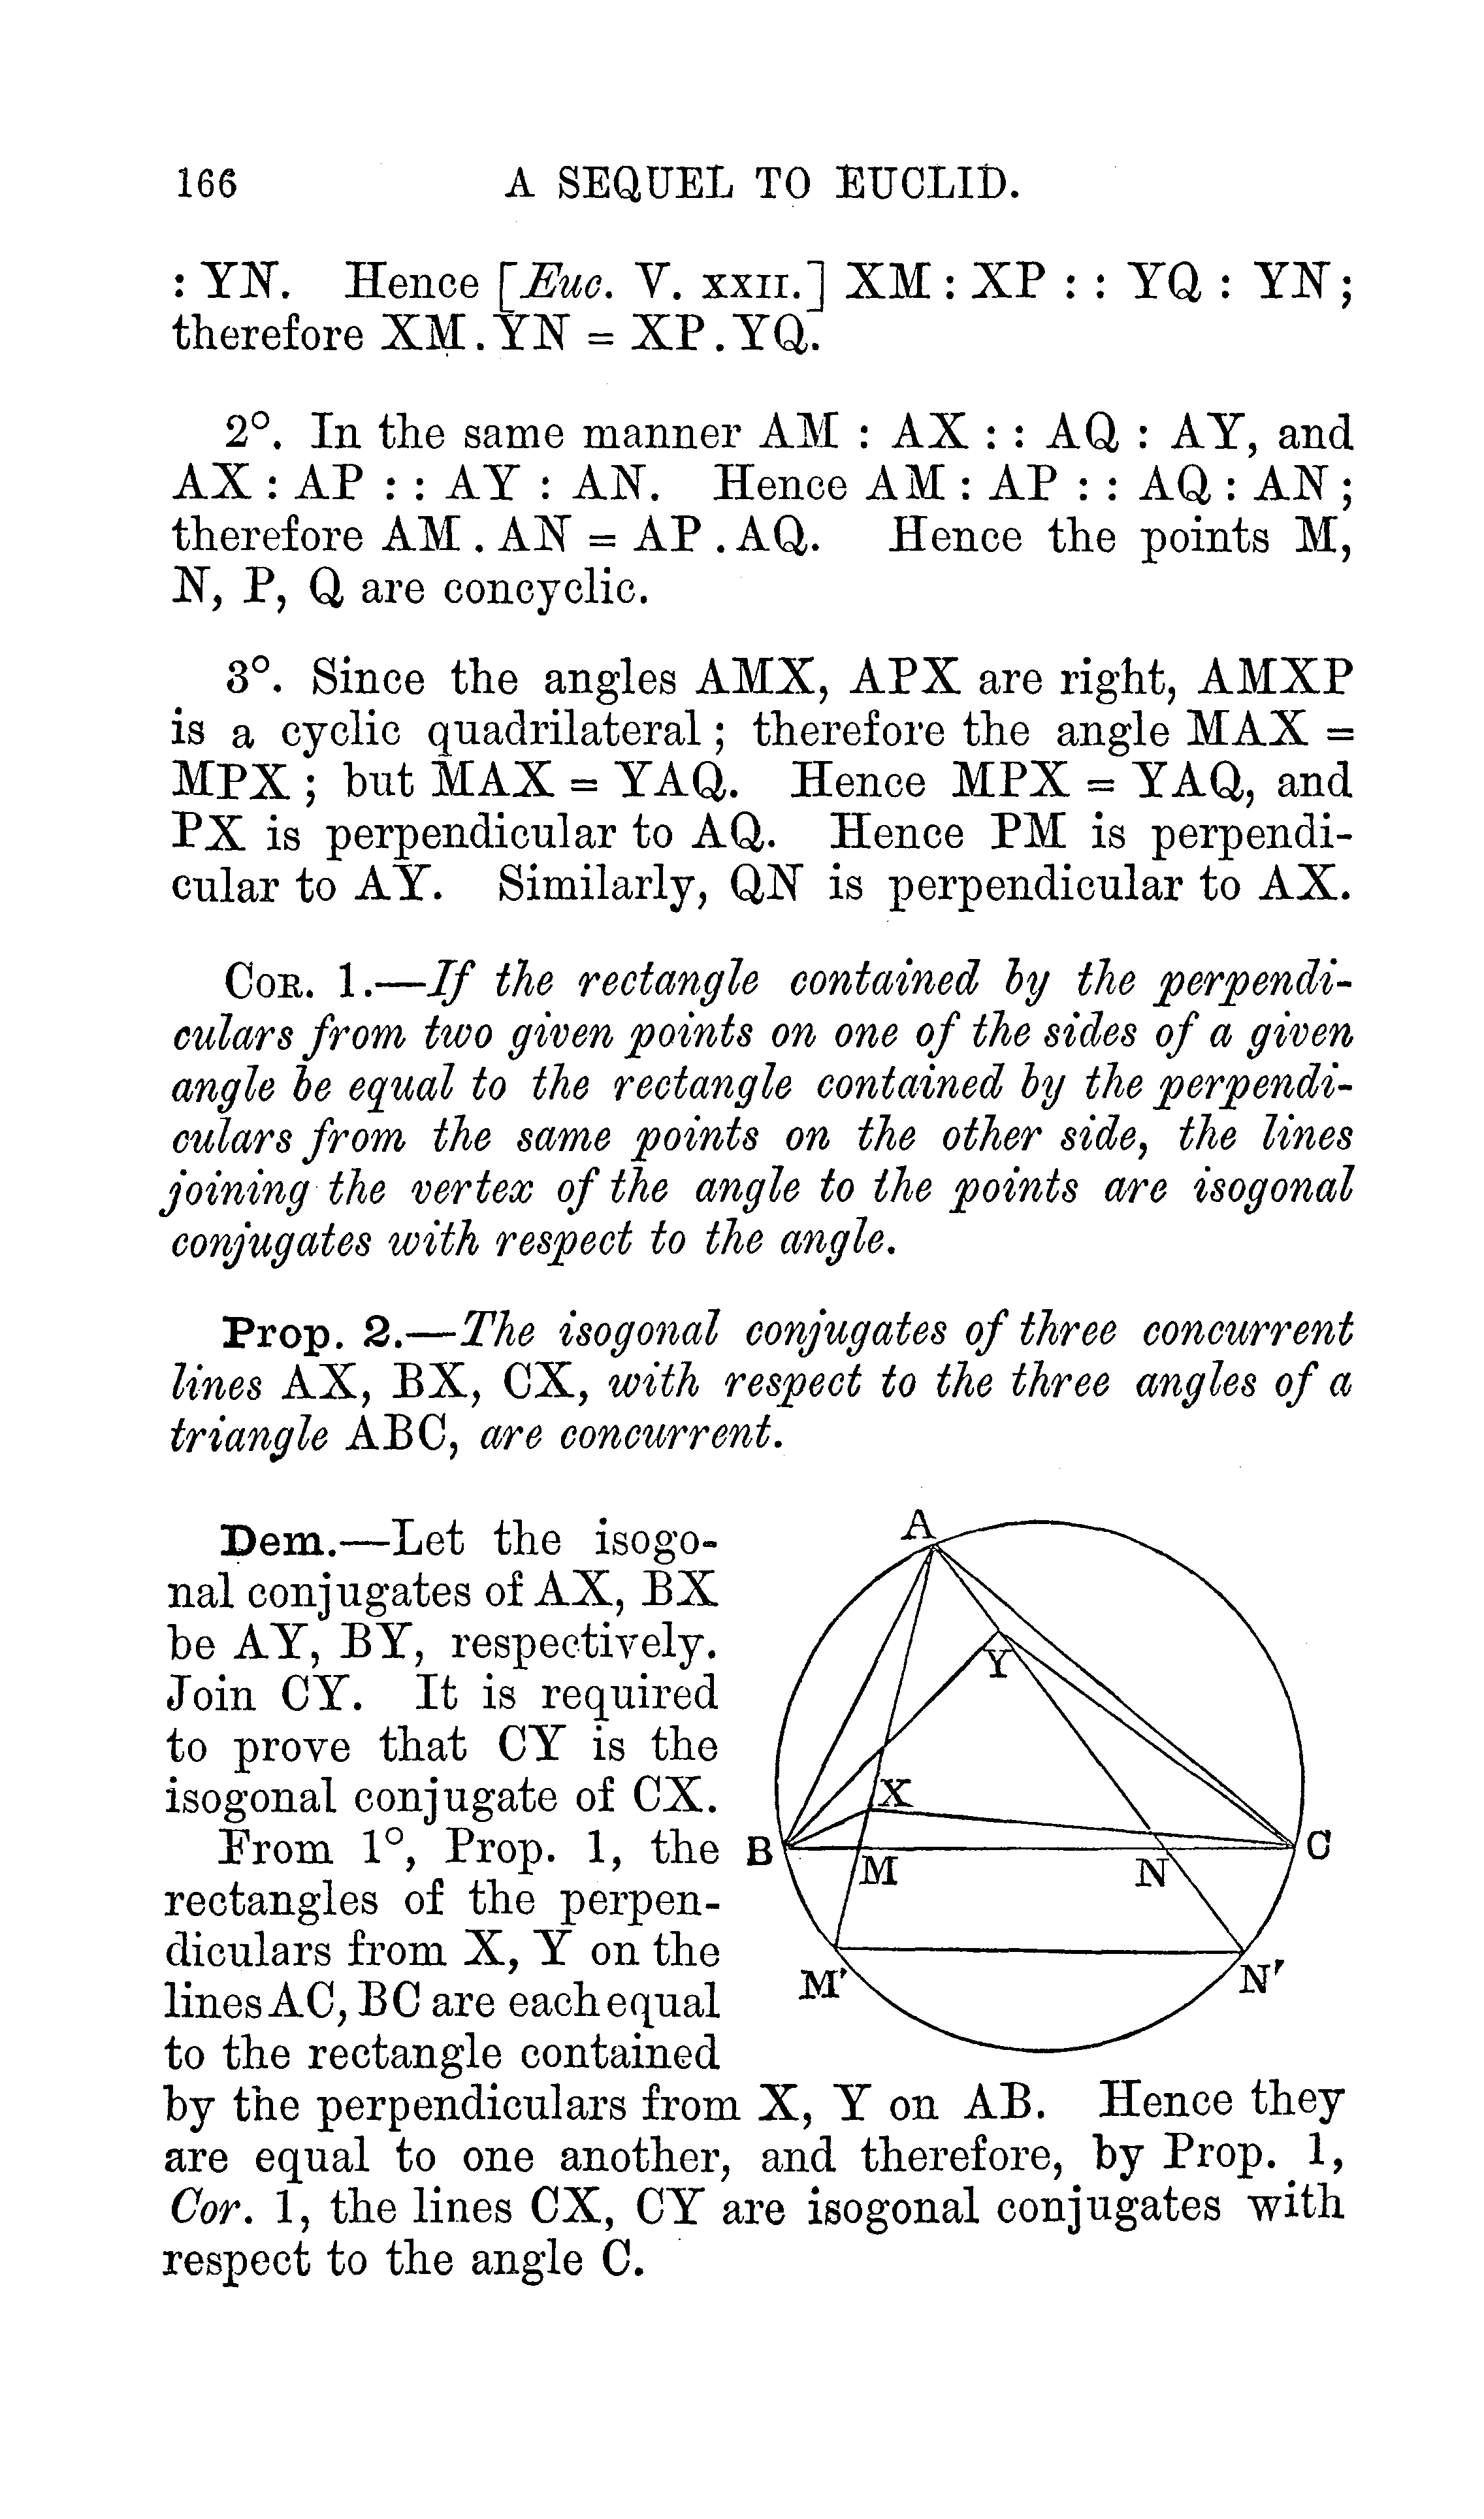 166 A SEQUEL TO EUCLID.
: YN. Hence [Euc. V. XXII.] XM : XP : : YQ : YN ;
therefore XM . YN = XP . YQ.
2°. In the same manner AM : AX : : AQ : AY, and
AX : AP : : AY : AN. Hence AM : AP : : AQ : AN ;
therefore AM . AN = AP . AQ. Hence the points M,
N, P, Q are concyclic.
3°. Since the angles AMX, APX are right, AMXP
is a cyclic quadrilateral ; therefore the angle MAX =
MPX ; but MAX = YAQ. Hence MPX = YAQ, and
PX is perpendicular to AQ. Hence PM is perpendi-
cular to AY. Similarly, QN is perpendicular to AX.
COR. 1.—If the rectangle contained by the perpendi-
culars from two given points on one of the sides of a given
angle be equal to the rectangle contained by the perpendi-
culars from the same points on the other side, the lines
joining the vertex of the angle to the points are isogonal
conjugates with respect to the angle.
Prop. 2.—The isogonal conjugates of three concurrent
lines AX, BX, CX, with respect to the three angles of a
triangle ABC, are concurrent.
Dem.—Let the isogo-
nal conjugates of AX, BX
be AY, BY, respectively.
Join CY. It is required
to prove that CY is the
isogonal conjugate of CX.
From 1°, Prop. 1, the
rectangles of the perpen-
diculars from X, Y on the
lines AC, BC are each equal
to the rectangle contained
by the perpendiculars from X, Y on AB. Hence they
are equal to one another, and therefore, by Prop. 1,
Cor. 1, the lines CX, CY are isogonal conjugates with
respect to the angle C.
A
Y
X
B
M
N
C
M'
N'